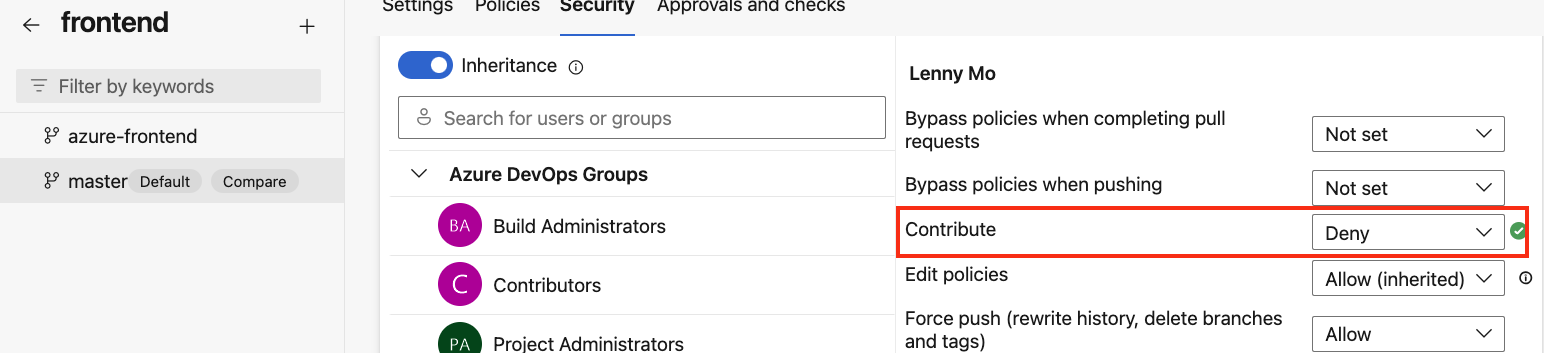 frontend
Filter by keywords
azure-frontend
master Default Compare
Settings Policies Security Approvals and checks
Inheritance
Search for users or groups
Azure DevOps Groups
BA Build Administrators
C Contributors
PA Project Administrators
Lenny Mo
Bypass policies when completing pull
requests
Not set
Bypass policies when pushing
Not set
Contribute
Deny
Edit policies
Allow (inherited)
Force push (rewrite history, delete branches
and tags)
Allow